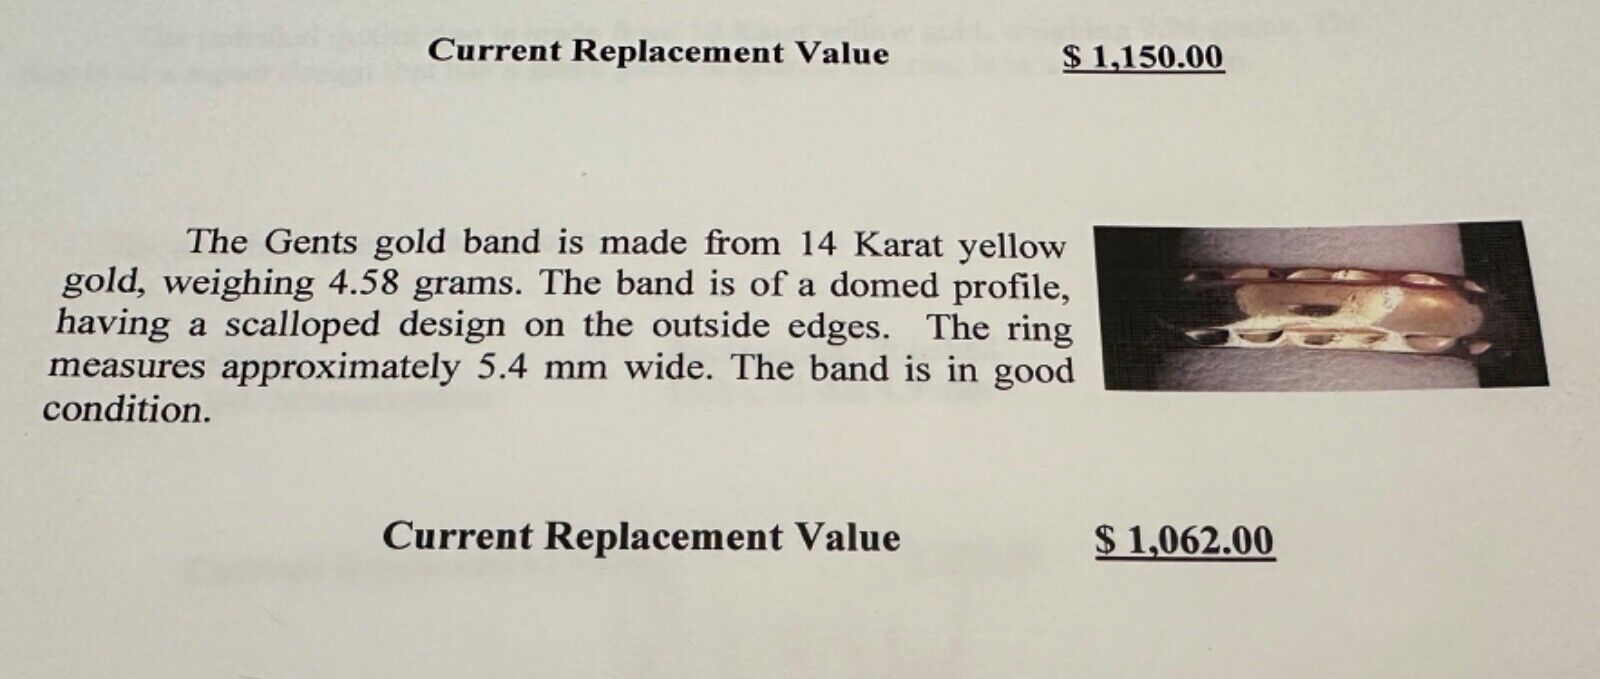 Current Replacement Value $ 1,150.00
The Gents gold band is made from 14 Karat yellow
gold, weighing 4.58 grams. The band is of a domed profile,
having a scalloped design on the outside edges. The ring
measures approximately 5.4 mm wide. The band is in good
condition.
Current Replacement Value $ 1,062.00